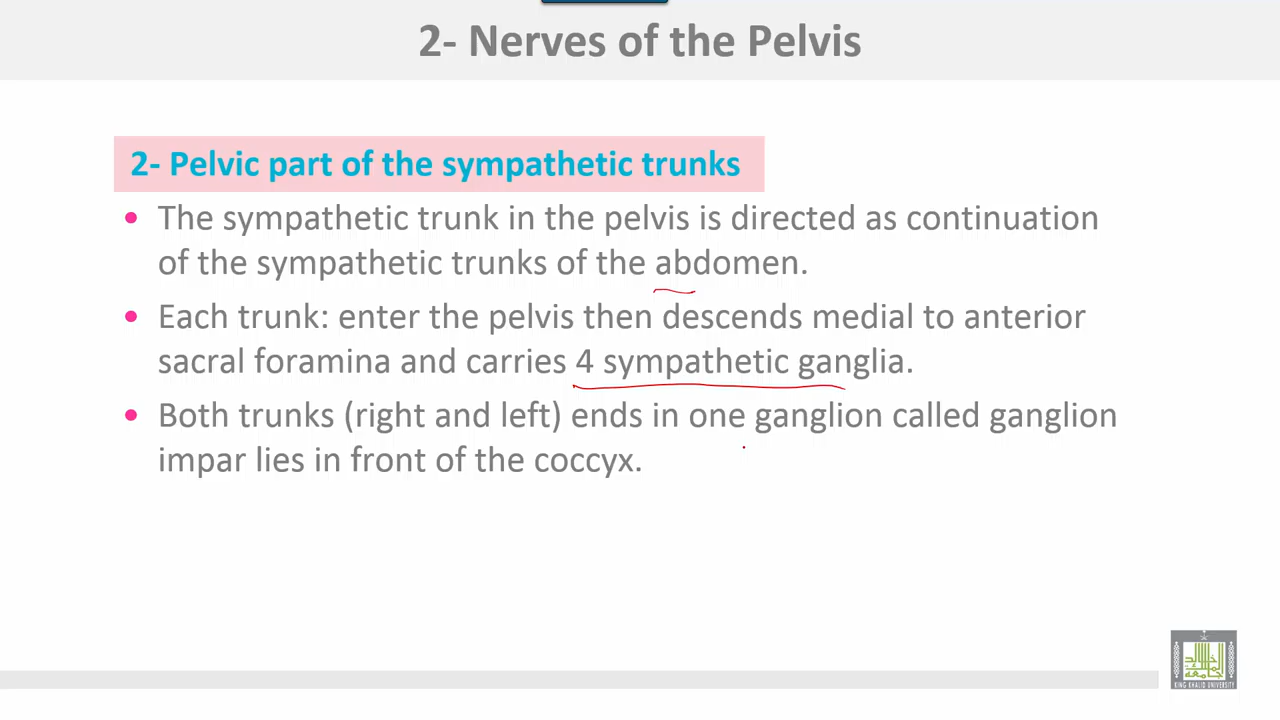 2- Nerves of the Pelvis
2- Pelvic part of the sympathetic trunks
• The sympathetic trunk in the pelvis is directed as continuation
of the sympathetic trunks of the abdomen.
• Each trunk: enter the pelvis then descends medial to anterior
sacral foramina and carries 4 sympathetic ganglia.
• Both trunks (right and left) ends in one ganglion called ganglion
impar lies in front of the coccyx.
KING KHALID UNIVERSITY